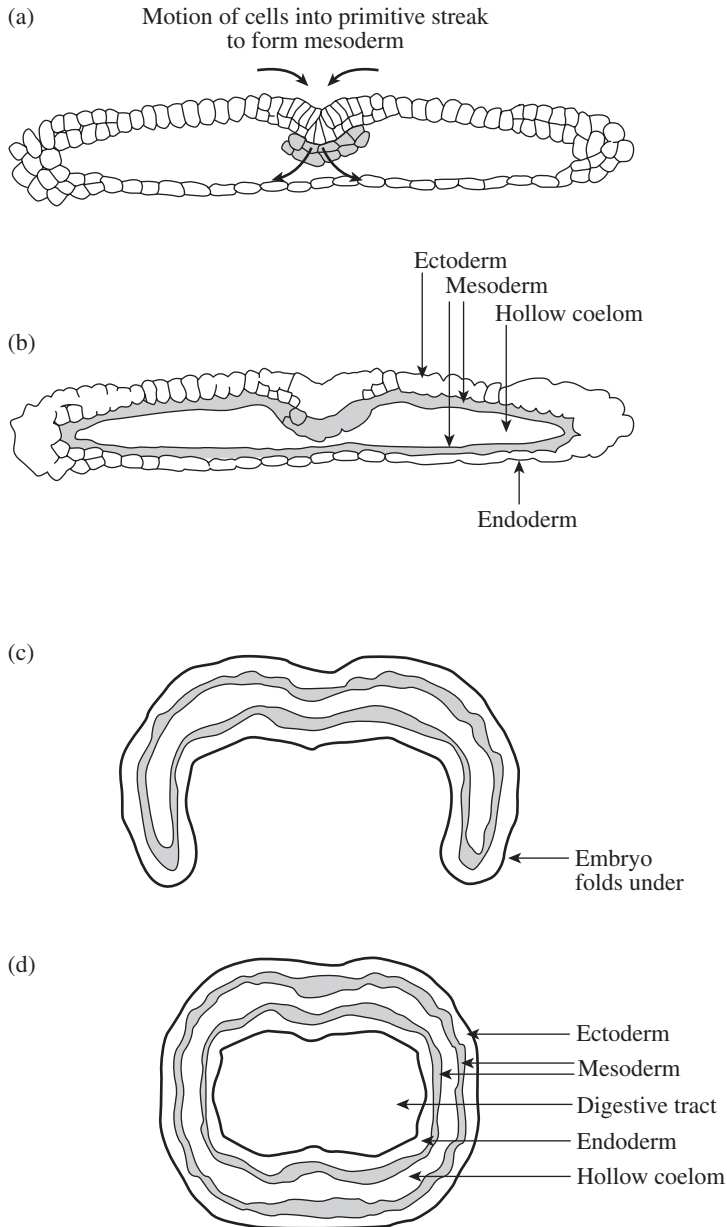 (a)
Motion of cells into primitive streak
to form mesoderm
Ectoderm
Mesoderm
Hollow coelom
(b)
Endoderm
(c)
Embryo
folds under
(d)
Ectoderm
Mesoderm
Digestive tract
Endoderm
Hollow coelom